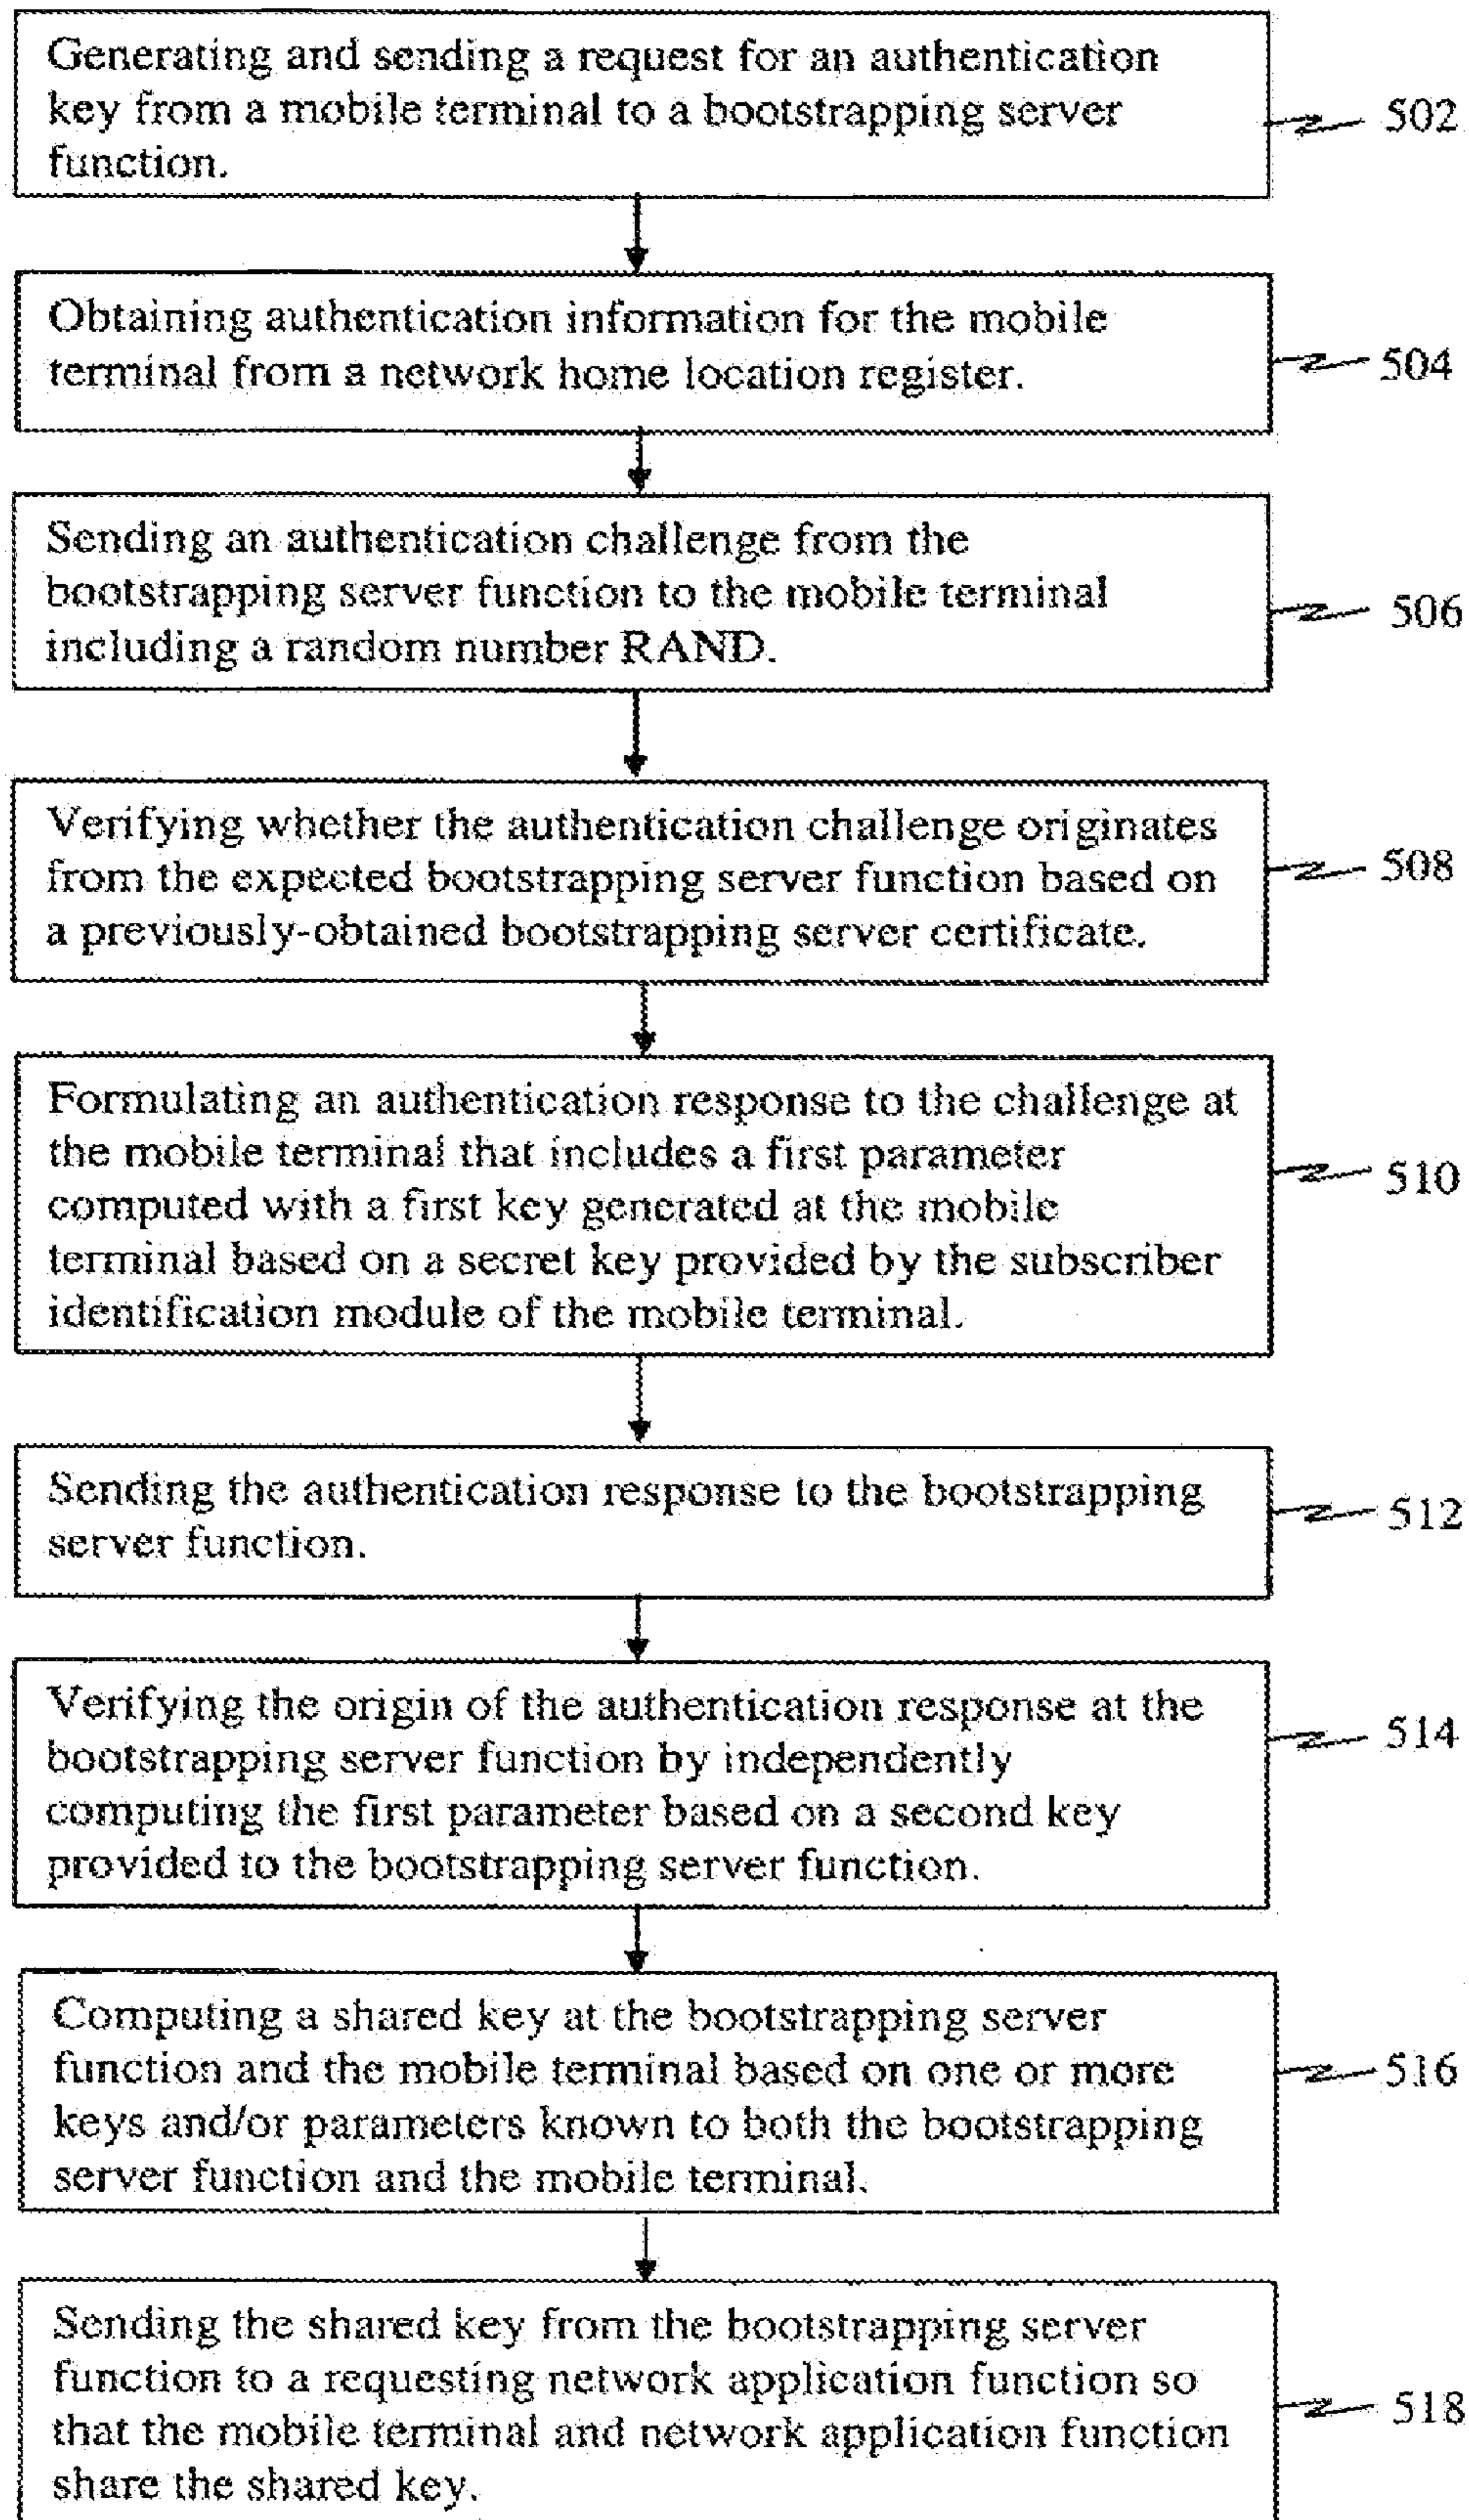 Generating and sending a request for an authentication
key from a mobile terminal to a bootstrapping server
function.
502
Obtaining authentication information for the mobile
terminal from a network home location register.
504
Sending an authentication challenge from the
bootstrapping server function to the mobile terminal
including a random number RAND.
506
Verifying whether the authentication challenge originates
from the expected bootstrapping server function based on
a previously-obtained bootstrapping server certificate.
508
Formulating an authentication response to the challenge at
the mobile terminal that includes a first parameter
computed with a first key generated at the mobile
terminal based on a secret key provided by the subscriber
identification module of the mobile terminal.
510
Sending the authentication response to the bootstrapping
server function.
512
Verifying the origin of the authentication response at the
bootstrapping server function by independently
computing the first parameter based on a second key
provided to the bootstrapping server function.
514
Computing a shared key at the bootstrapping server
function and the mobile terminal based on one or more
keys and/or parameters known to both the bootstrapping
server function and the mobile terminal.
516
Sending the shared key from the bootstrapping server
function to a requesting network application function so
that the mobile terminal and network application function
share the shared key.
518